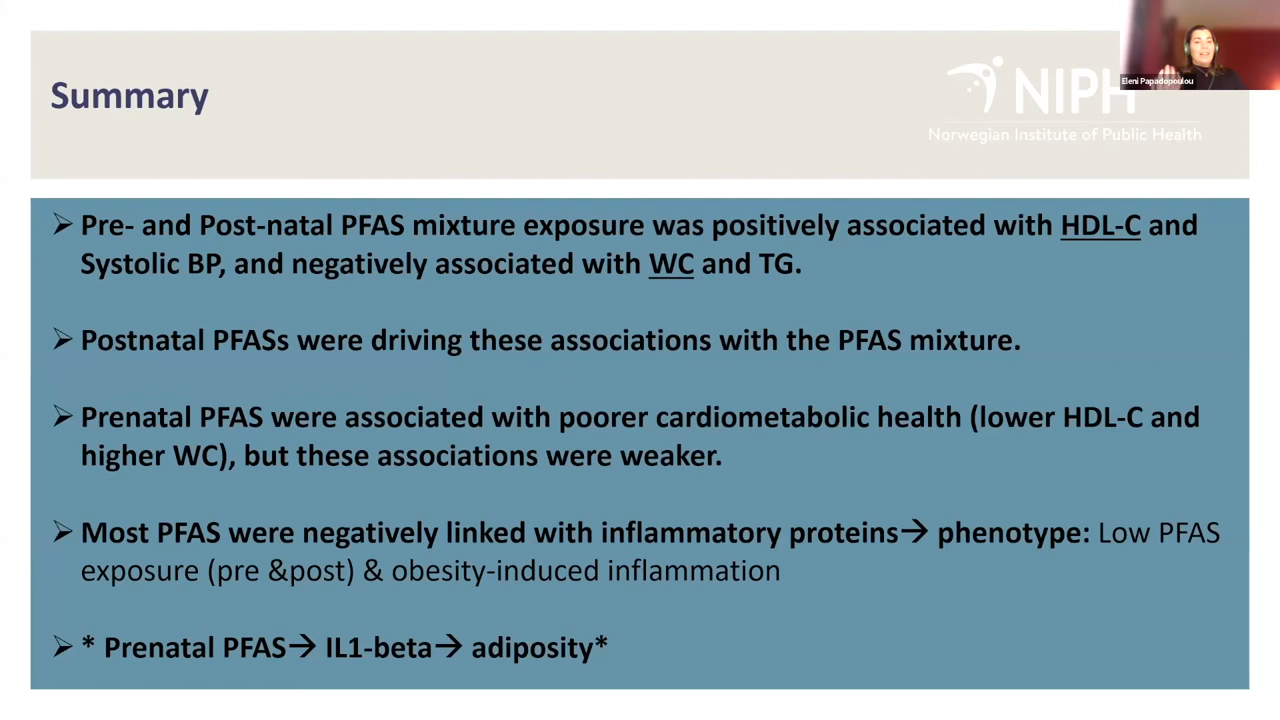 Eleni Papadopoulou
Summary
NIPH
Norwegian Institute of Public Health
➢ Pre- and Post-natal PFAS mixture exposure was positively associated with HDL-C and
Systolic BP, and negatively associated with WC and TG.
➢ Postnatal PFASs were driving these associations with the PFAS mixture.
➢ Prenatal PFAS were associated with poorer cardiometabolic health (lower HDL-C and
higher WC), but these associations were weaker.
➢ Most PFAS were negatively linked with inflammatory proteins→ phenotype: Low PFAS
exposure (pre &post) & obesity-induced inflammation
➢ * Prenatal PFAS→ IL1-beta→ adiposity*